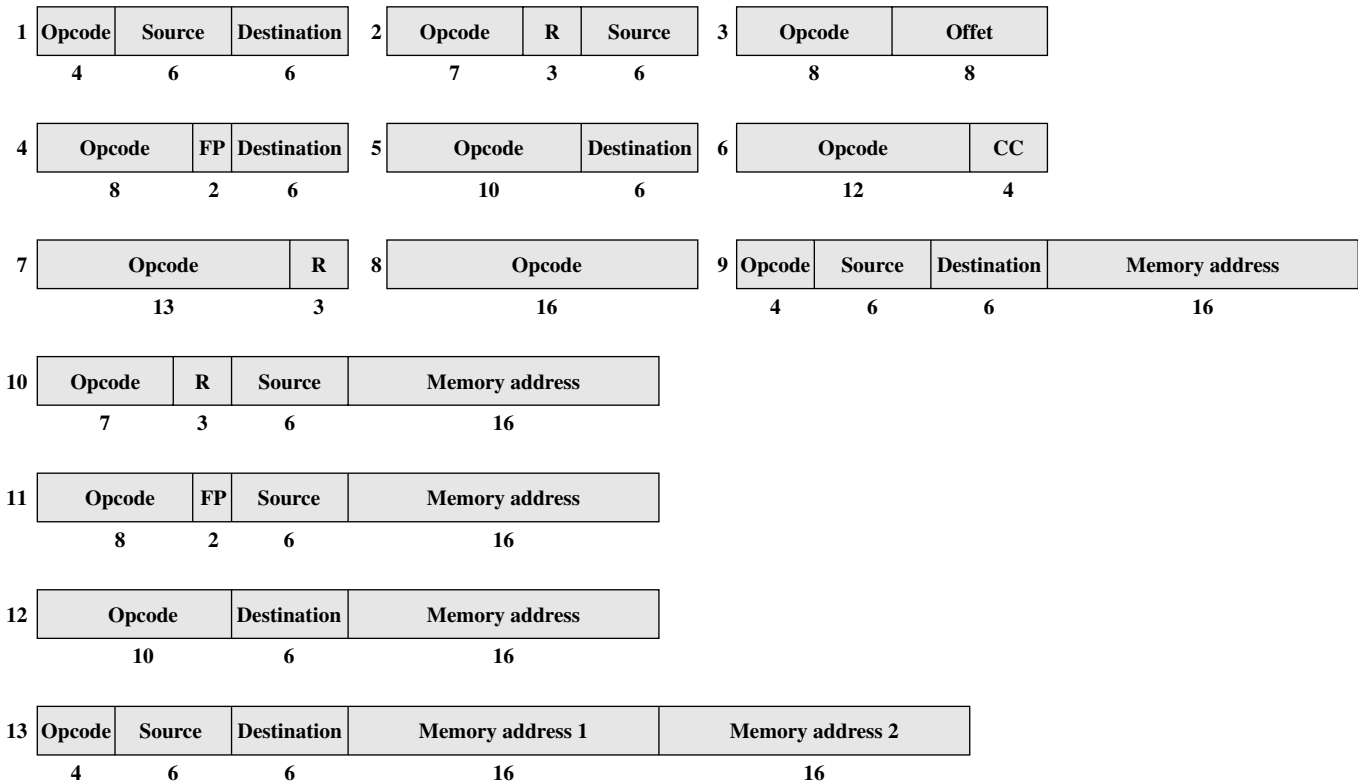 1 Opcode Source Destination 2 Opcode R Source 3 Opcode Offet
4 6 6 7 3 6 8 8
4 Opcode FP Destination 5 Opcode Destination 6 Opcode CC
8 2 6 10 6 12 4
7 Opcode R 8 Opcode 9 Opcode Source Destination Memory address
13 3 16 4 6 6 16
10 Opcode R Source Memory address
7 3 6 16
11 Opcode FP Source Memory address
8 2 6 16
12 Opcode Destination Memory address
10 6 16
13 Opcode Source Destination Memory address 1 Memory address 2
4 6 6 16 16